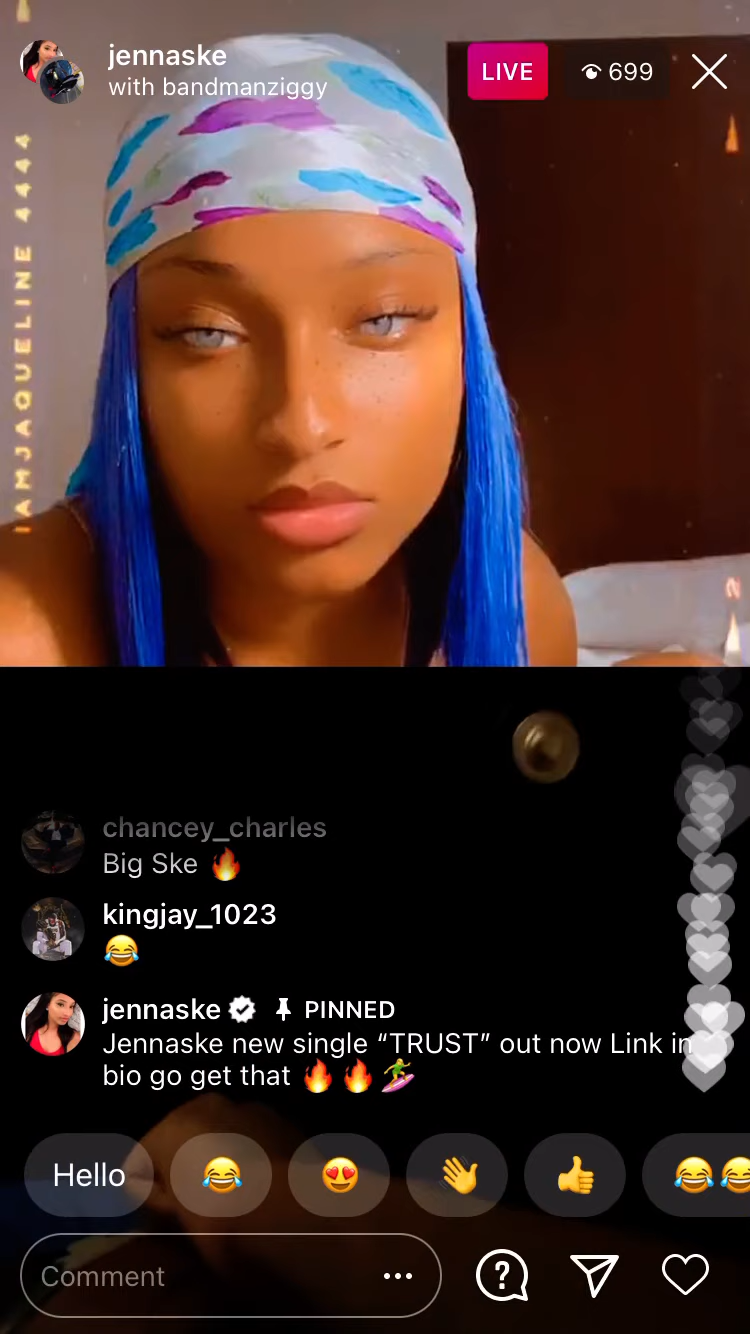 jennaske
with bandmanziggy
LIVE
699
IAMJAQUELINE 4444
chancey_charles
Big Ske 🔥
kingjay_1023
😂
jennaske PINNED
Jennaske new single “TRUST” out now Link in
bio go get that 🔥🔥🏄‍♀️
Hello 😂 😍 👋 👍 😂😂
Comment